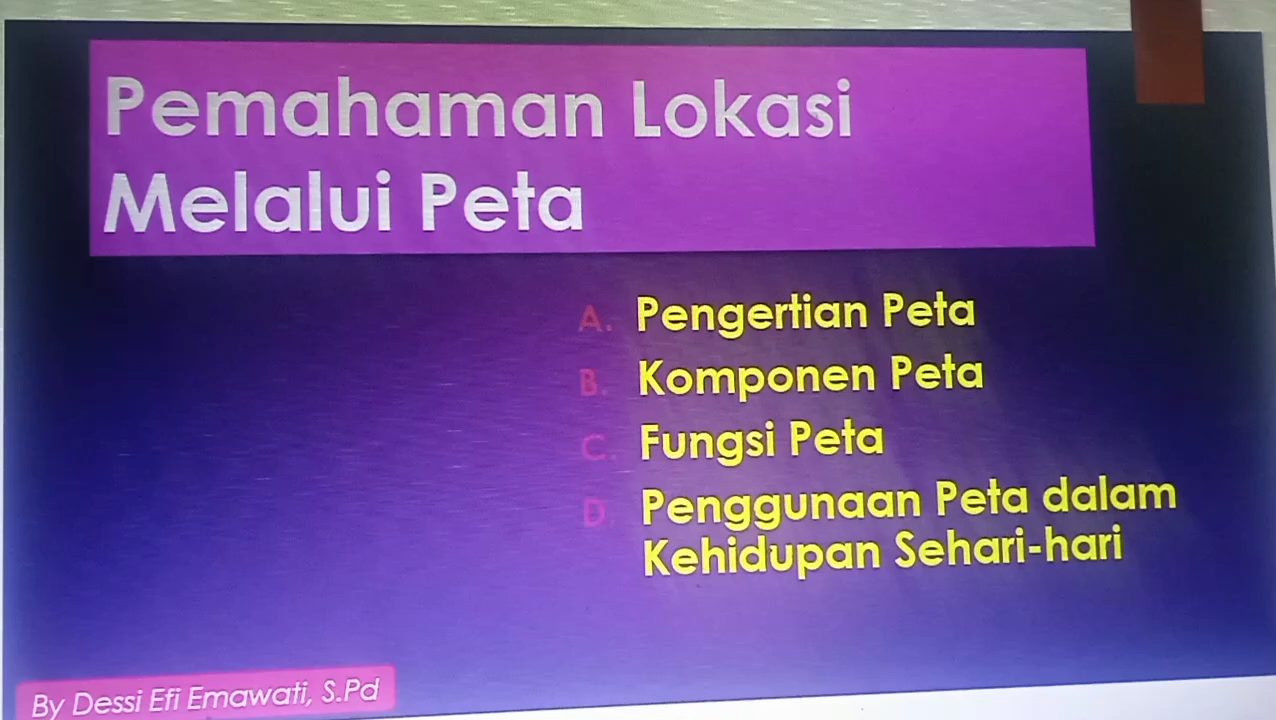 Pemahaman Lokasi
Melalui Peta
A. Pengertian Peta
B. Komponen Peta
C. Fungsi Peta
D. Penggunaan Peta dalam
Kehidupan Sehari-hari
By Dessi Efi Emawati, S.Pd